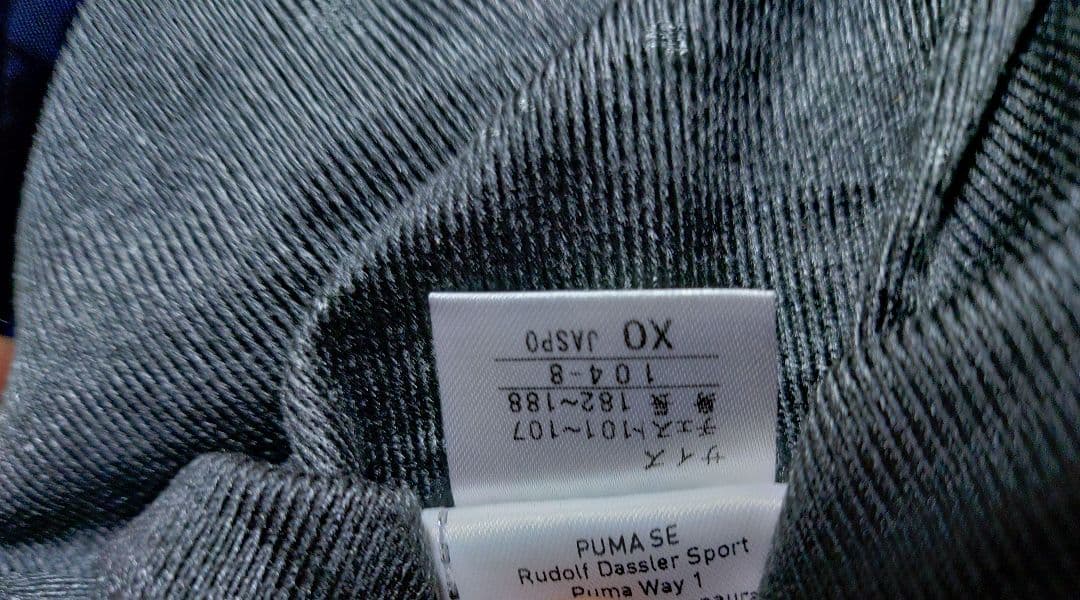 サイズ
チェスト101~107
身長 182~188
104-8
XO JASPO
PUMA SE
Rudolf Dassler Sport
Puma Way 1